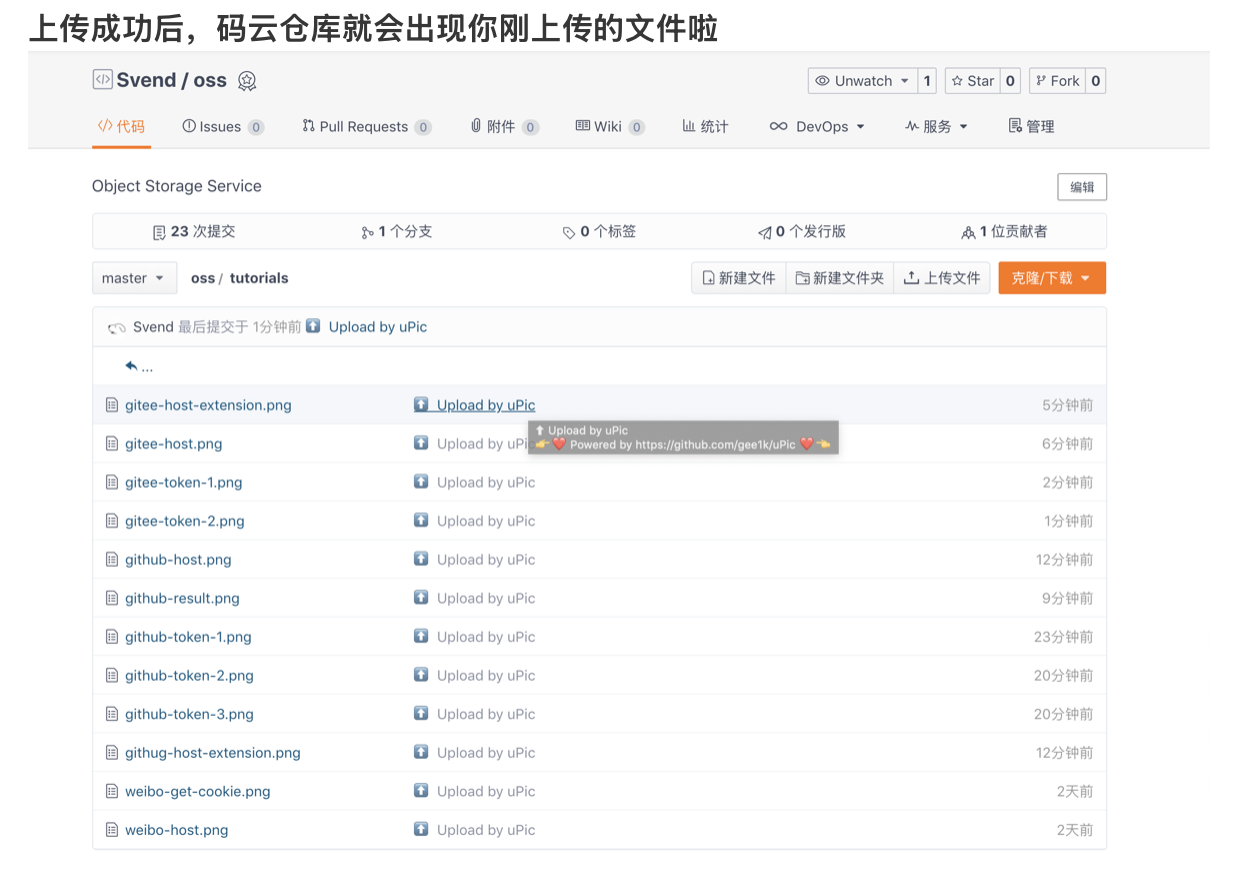 上传成功后，码云仓库就会出现你刚上传的文件啦
Svend / oss
Unwatch 1 Star 0 Fork 0
代码 Issues 0 Pull Requests 0 附件 0 Wiki 0 统计 DevOps 服务 管理
Object Storage Service 编辑
23 次提交 1 个分支 0 个标签 0 个发行版 1 位贡献者
master oss / tutorials 新建文件 新建文件夹 上传文件 克隆/下载
Svend 最后提交于 1分钟前 ⬆️ Upload by uPic
...
gitee-host-extension.png ⬆️ Upload by uPic 5分钟前
⬆ Upload by uPic
👉❤️ Powered by https://github.com/gee1k/uPic ❤️👈
gitee-host.png ⬆️ Upload by uPi 6分钟前
gitee-token-1.png ⬆️ Upload by uPic 2分钟前
gitee-token-2.png ⬆️ Upload by uPic 1分钟前
github-host.png ⬆️ Upload by uPic 12分钟前
github-result.png ⬆️ Upload by uPic 9分钟前
github-token-1.png ⬆️ Upload by uPic 23分钟前
github-token-2.png ⬆️ Upload by uPic 20分钟前
github-token-3.png ⬆️ Upload by uPic 20分钟前
githug-host-extension.png ⬆️ Upload by uPic 12分钟前
weibo-get-cookie.png ⬆️ Upload by uPic 2天前
weibo-host.png ⬆️ Upload by uPic 2天前